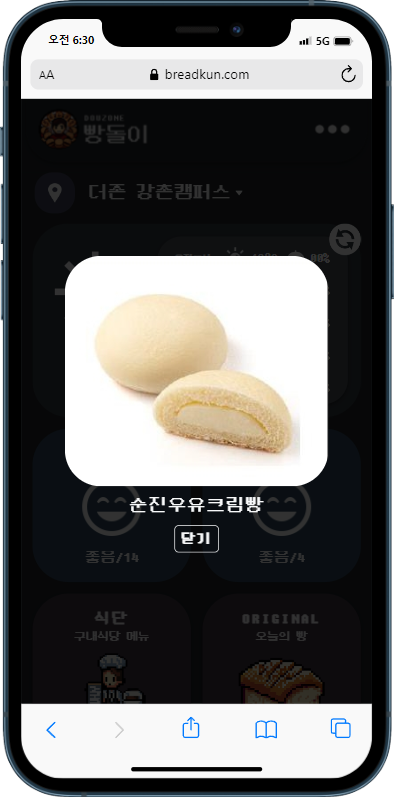 오전 6:30
5G
AA
breadkun.com
DOUZONE
빵돌이
더존 강촌캠퍼스
순진우유크림빵
닫기
좋음/14
좋음/4
식단
구내식당 메뉴
ORIGINAL
오늘의 빵